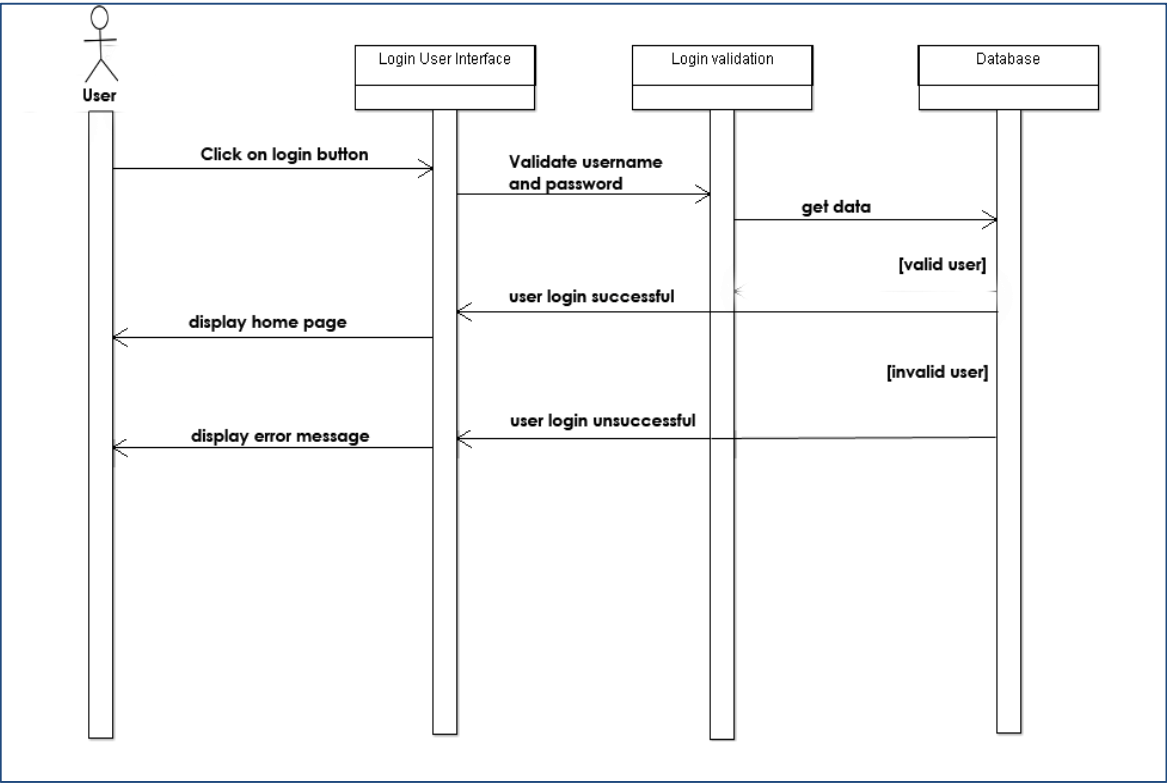 Login User Interface
Login validation
Database
User
Click on login button
Validate username
and password
get data
[valid user]
user login successful
display home page
[invalid user]
user login unsuccessful
display error message